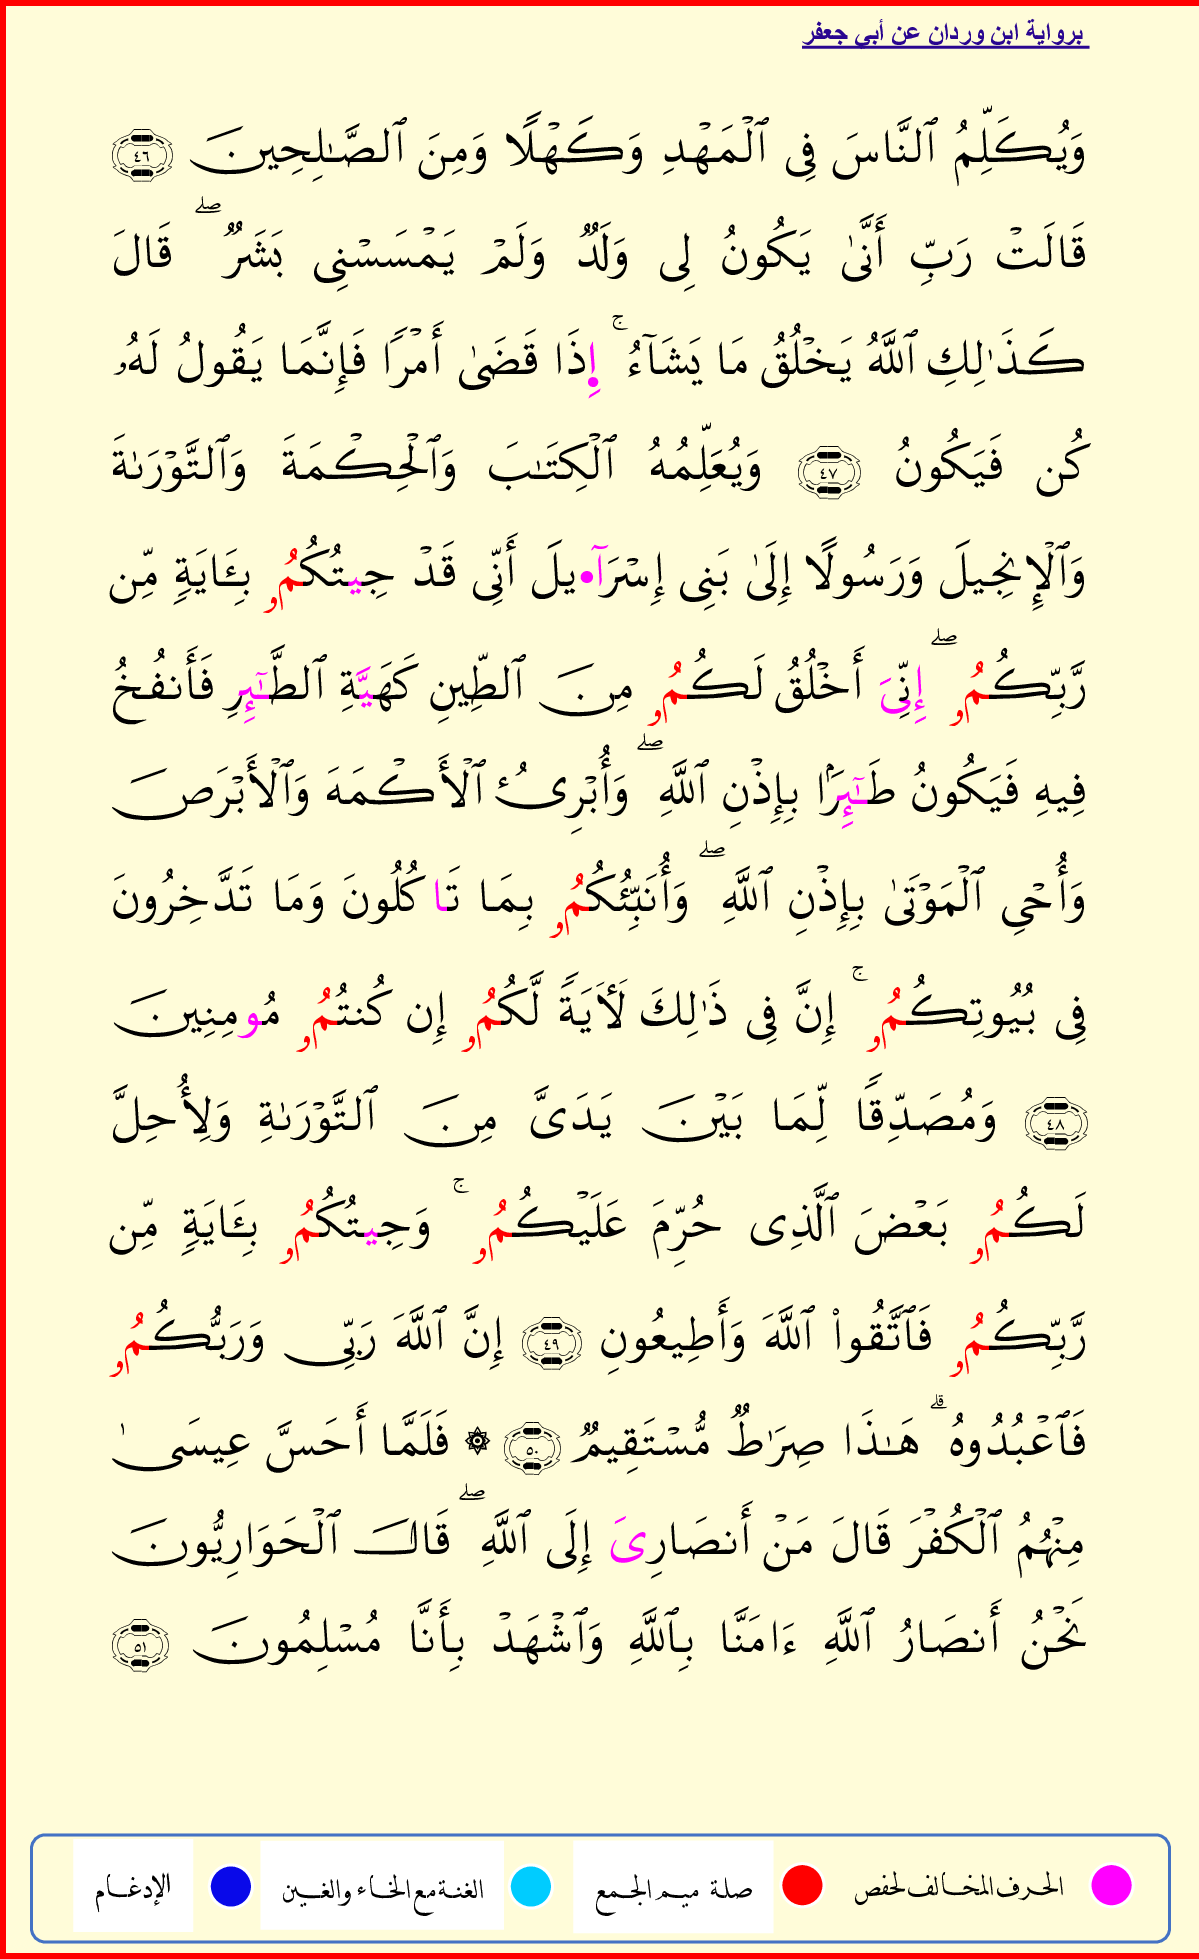 برواية ابن وردان عن أبي جعفر
وَيُكَلِّمُ ٱلنَّاسَ فِى ٱلْمَهْدِ وَكَهْلًا وَمِنَ ٱلصَّٰلِحِينَ ٤٦
قَالَتْ رَبِّ أَنَّىٰ يَكُونُ لِى وَلَدٌ وَلَمْ يَمْسَسْنِى بَشَرٌ ۖ قَالَ
كَذَٰلِكِ ٱللَّهُ يَخْلُقُ مَا يَشَآءُ ۚ إِذَا قَضَىٰ أَمْرًا فَإِنَّمَا يَقُولُ لَهُۥ
كُن فَيَكُونُ ٤٧ وَيُعَلِّمُهُ ٱلْكِتَٰبَ وَٱلْحِكْمَةَ وَٱلتَّوْرَىٰةَ
وَٱلْإِنجِيلَ وَرَسُولًا إِلَىٰ بَنِى إِسْرَآ•يلَ أَنِّى قَدْ جِيتُكُمُۥ بِـَٔايَةٍ مِّن
رَّبِّكُمُۥ ۖ إِنِّىَ أَخْلُقُ لَكُمُۥ مِنَ ٱلطِّينِ كَهَيَّةِ ٱلطَّٰٓئِرِ فَأَنفُخُ
فِيهِ فَيَكُونُ طَٰٓئِرَۢا بِإِذْنِ ٱللَّهِ ۖ وَأُبْرِئُ ٱلْأَكْمَهَ وَٱلْأَبْرَصَ
وَأُحْىِ ٱلْمَوْتَىٰ بِإِذْنِ ٱللَّهِ ۖ وَأُنَبِّئُكُمُۥ بِمَا تَاكُلُونَ وَمَا تَدَّخِرُونَ
فِى بُيُوتِكُمُۥ ۚ إِنَّ فِى ذَٰلِكَ لَأٓيَةً لَّكُمُۥ إِن كُنتُمُۥ مُومِنِينَ
٤٨ وَمُصَدِّقًا لِّمَا بَيْنَ يَدَىَّ مِنَ ٱلتَّوْرَىٰةِ وَلِأُحِلَّ
لَكُمُۥ بَعْضَ ٱلَّذِى حُرِّمَ عَلَيْكُمُۥ ۚ وَجِيتُكُمُۥ بِـَٔايَةٍ مِّن
رَّبِّكُمُۥ فَٱتَّقُوا۟ ٱللَّهَ وَأَطِيعُونِ ٤٩ إِنَّ ٱللَّهَ رَبِّى وَرَبُّكُمُۥ
فَٱعْبُدُوهُ ۗ هَٰذَا صِرَٰطٌ مُّسْتَقِيمٌ ٥٠ ۞ فَلَمَّا أَحَسَّ عِيسَىٰ
مِنْهُمُ ٱلْكُفْرَ قَالَ مَنْ أَنصَارِىَ إِلَى ٱللَّهِ ۖ قَالَ ٱلْحَوَارِيُّونَ
نَحْنُ أَنصَارُ ٱللَّهِ ءَامَنَّا بِٱللَّهِ وَٱشْهَدْ بِأَنَّا مُسْلِمُونَ ٥١
الحرف المخالف لحفص صلة ميم الجمع الغنة مع الخاء والغين الإدغام